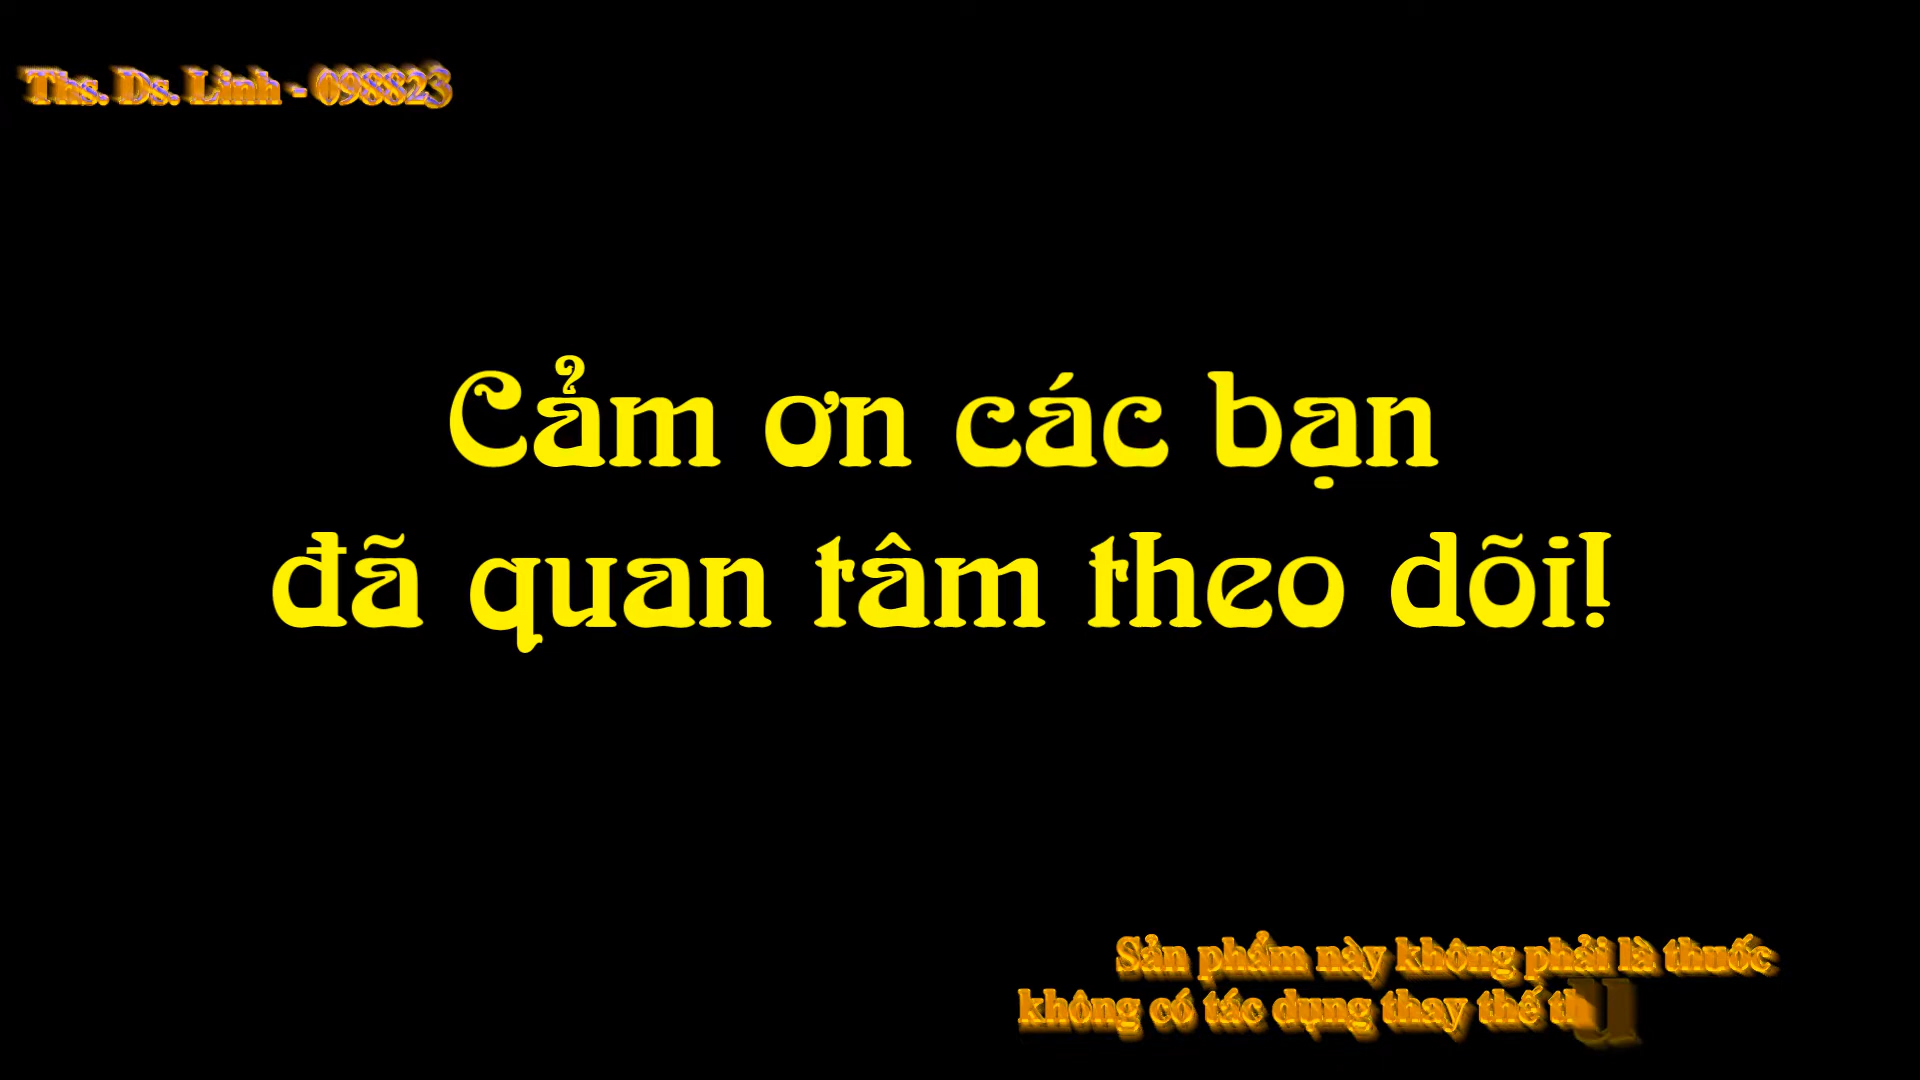 Ths. Ds. Linh - 098823
Cảm ơn các bạn
đã quan tâm theo dõi!
Sản phẩm này không phải là thuốc
không có tác dụng thay thế thu